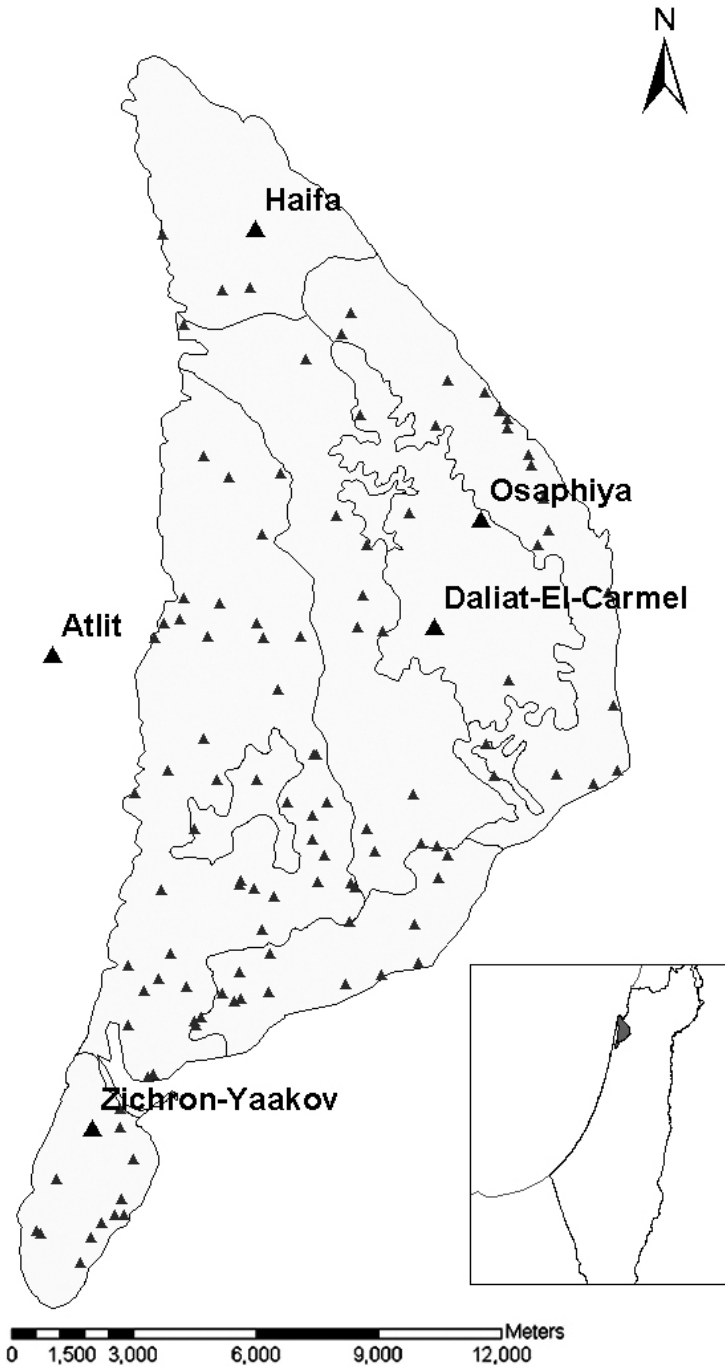 N
Haifa
Osaphiya
Daliat-El-Carmel
Atlit
Zichron-Yaakov
Meters
0 1,500 3,000 6,000 9,000 12,000